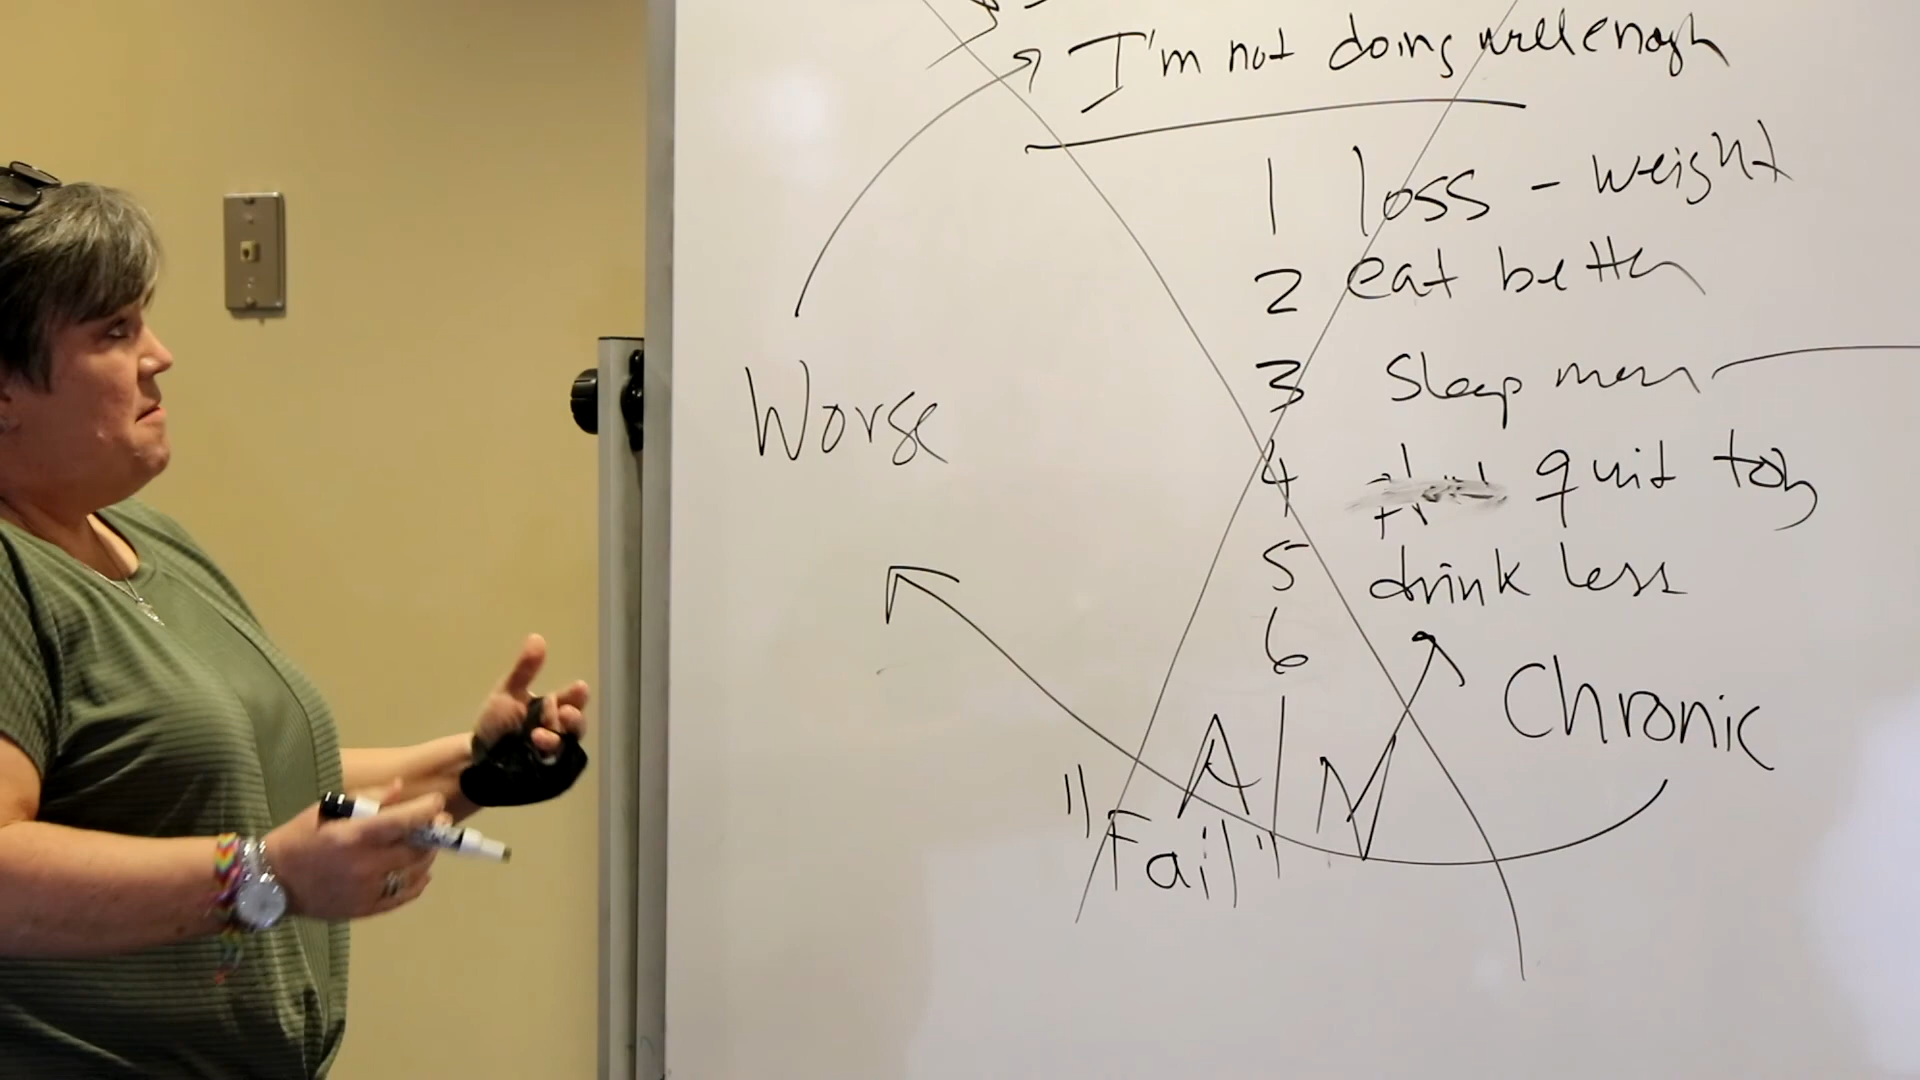 I'm not doing well enough
1 loss - weight
2 eat better
3 Sleep more
4 quit tob
5 drink less
6
Worse
Chronic
A/N
"Fail"